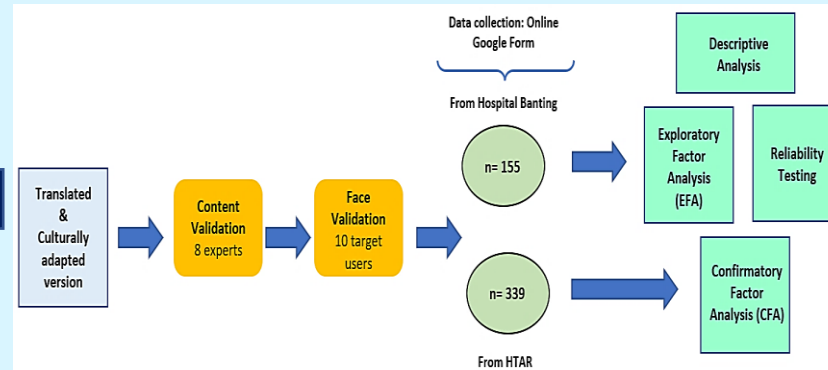 Translated
&
Culturally
adapted
version
Content
Validation
8 experts
Face
Validation
10 target
users
Data collection: Online
Google Form
From Hospital Banting
n= 155
n= 339
From HTAR
Descriptive
Analysis
Exploratory
Factor
Analysis
(EFA)
Reliability
Testing
Confirmatory
Factor
Analysis (CFA)